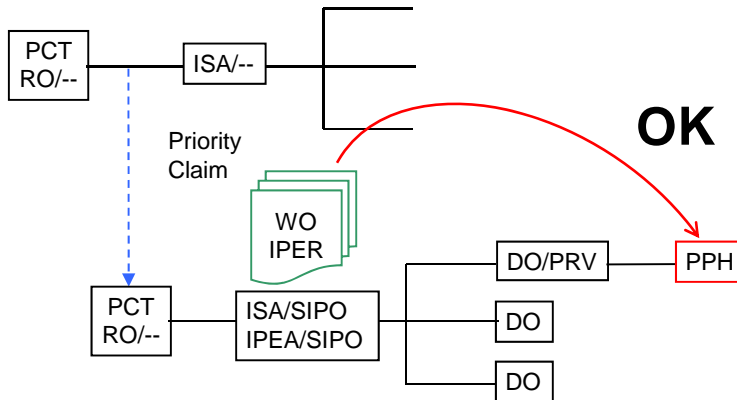 PCT
RO/--
ISA/--
OK
Priority
Claim
WO
IPER
DO/PRV
PPH
PCT
RO/--
ISA/SIPO
IPEA/SIPO
DO
DO